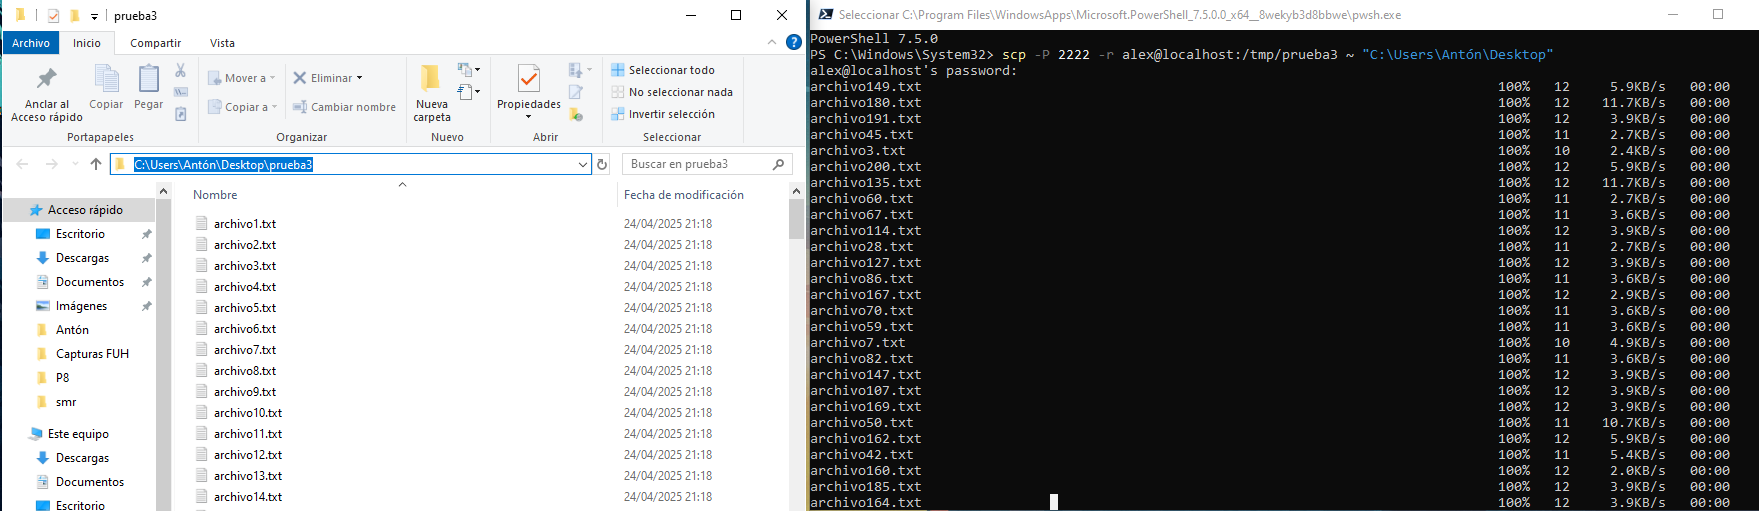 prueba3
Archivo Inicio Compartir Vista
Anclar al Acceso rápido
Copiar
Pegar
Portapapeles
Mover a
Copiar a
Eliminar
Cambiar nombre
Organizar
Nueva carpeta
Nuevo
Propiedades
Abrir
Seleccionar todo
No seleccionar nada
Invertir selección
Seleccionar
C:\Users\Antón\Desktop\prueba3
Buscar en prueba3
Acceso rápido
Escritorio
Descargas
Documentos
Imágenes
Antón
Capturas FUH
P8
smr
Este equipo
Descargas
Documentos
Escritorio
Nombre Fecha de modificación
archivo1.txt 24/04/2025 21:18
archivo2.txt 24/04/2025 21:18
archivo3.txt 24/04/2025 21:18
archivo4.txt 24/04/2025 21:18
archivo5.txt 24/04/2025 21:18
archivo6.txt 24/04/2025 21:18
archivo7.txt 24/04/2025 21:18
archivo8.txt 24/04/2025 21:18
archivo9.txt 24/04/2025 21:18
archivo10.txt 24/04/2025 21:18
archivo11.txt 24/04/2025 21:18
archivo12.txt 24/04/2025 21:18
archivo13.txt 24/04/2025 21:18
archivo14.txt 24/04/2025 21:18
Seleccionar C:\Program Files\WindowsApps\Microsoft.PowerShell_7.5.0.0_x64__8wekyb3d8bbwe\pwsh.exe
PowerShell 7.5.0
PS C:\Windows\System32> scp -P 2222 -r alex@localhost:/tmp/prueba3 ~ "C:\Users\Antón\Desktop"
alex@localhost's password:
archivo149.txt 100% 12 5.9KB/s 00:00
archivo180.txt 100% 12 11.7KB/s 00:00
archivo191.txt 100% 12 3.9KB/s 00:00
archivo45.txt 100% 11 2.7KB/s 00:00
archivo3.txt 100% 10 2.4KB/s 00:00
archivo200.txt 100% 12 5.9KB/s 00:00
archivo135.txt 100% 12 11.7KB/s 00:00
archivo60.txt 100% 11 2.7KB/s 00:00
archivo67.txt 100% 11 3.6KB/s 00:00
archivo114.txt 100% 12 3.9KB/s 00:00
archivo28.txt 100% 11 2.7KB/s 00:00
archivo127.txt 100% 12 3.9KB/s 00:00
archivo86.txt 100% 11 3.6KB/s 00:00
archivo167.txt 100% 12 2.9KB/s 00:00
archivo70.txt 100% 11 3.6KB/s 00:00
archivo59.txt 100% 11 3.6KB/s 00:00
archivo7.txt 100% 10 4.9KB/s 00:00
archivo82.txt 100% 11 3.6KB/s 00:00
archivo147.txt 100% 12 3.9KB/s 00:00
archivo107.txt 100% 12 3.9KB/s 00:00
archivo169.txt 100% 12 3.9KB/s 00:00
archivo50.txt 100% 11 10.7KB/s 00:00
archivo162.txt 100% 12 5.9KB/s 00:00
archivo42.txt 100% 11 5.4KB/s 00:00
archivo160.txt 100% 12 2.0KB/s 00:00
archivo185.txt 100% 12 3.9KB/s 00:00
archivo164.txt 100% 12 3.9KB/s 00:00